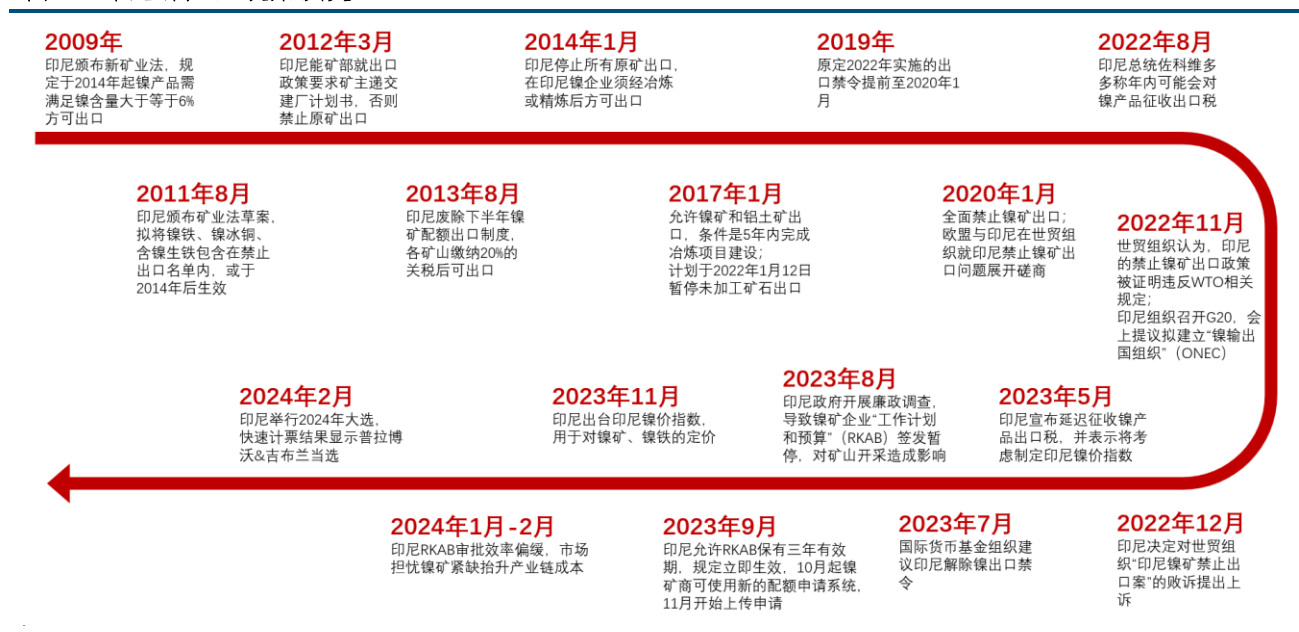 2009年
印尼颁布新矿业法，规
定于2014年起镍产品需
满足镍含量大于等于6%
方可出口
2012年3月
印尼能矿部就出口
政策要求矿主递交
建厂计划书，否则
禁止原矿出口
2014年1月
印尼停止所有原矿出口，
在印尼镍企业须经冶炼
或精炼后方可出口
2019年
原定2022年实施的出
口禁令提前至2020年1
月
2022年8月
印尼总统佐科维多
多称年内可能会对
镍产品征收出口税
2011年8月
印尼颁布矿业法草案，
拟将镍铁、镍冰铜、
含镍生铁包含在禁止
出口名单内，或于
2014年后生效
2013年8月
印尼废除下半年镍
矿配额出口制度，
各矿山缴纳20%的
关税后可出口
2017年1月
允许镍矿和铝土矿出
口，条件是5年内完成
冶炼项目建设；
计划于2022年1月12日
暂停未加工矿石出口
2020年1月
全面禁止镍矿出口；
欧盟与印尼在世贸组
织就印尼禁止镍矿出
口问题展开磋商
2022年11月
世贸组织认为，印尼
的禁止镍矿出口政策
被证明违反WTO相关
规定；
印尼组织召开G20，会
上提议拟建立“镍输出
国组织”（ONEC）
2024年2月
印尼举行2024年大选，
快速计票结果显示普拉博
沃&吉布兰当选
2023年11月
印尼出台印尼镍价指数，
用于对镍矿、镍铁的定价
2023年8月
印尼政府开展廉政调查，
导致镍矿企业“工作计划
和预算”（RKAB）签发暂
停，对矿山开采造成影响
2023年5月
印尼宣布延迟征收镍产
品出口税，并表示将考
虑制定印尼镍价指数
2024年1月-2月
印尼RKAB审批效率偏缓，市场
担忧镍矿紧缺抬升产业链成本
2023年9月
印尼允许RKAB保有三年有效
期，规定立即生效，10月起镍
矿商可使用新的配额申请系统，
11月开始上传申请
2023年7月
国际货币基金组织建
议印尼解除镍出口禁
令
2022年12月
印尼决定对世贸组
织“印尼镍矿禁止出
口案”的败诉提出上
诉